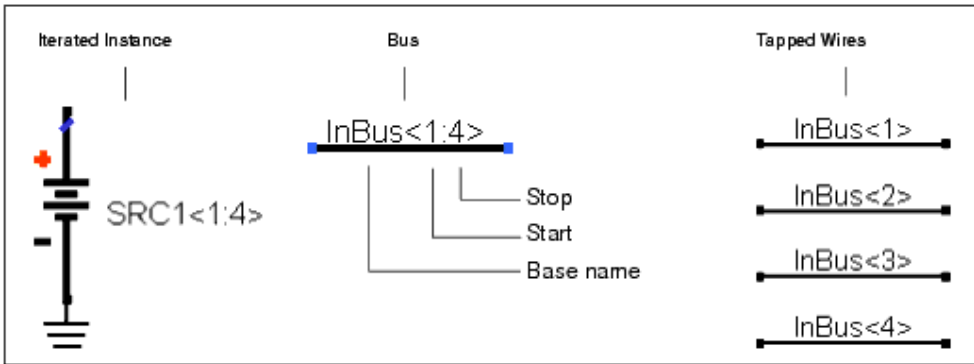 Iterated Instance
Bus
Tapped Wires
InBus<1:4>
InBus<1>
SRC1<1:4>
Stop
Start
Base name
InBus<2>
InBus<3>
InBus<4>